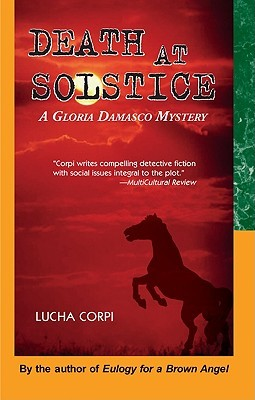 DEATH AT
SOLSTICE
A GLORIA DAMASCO MYSTERY
"Corpi writes compelling detective fiction
with social issues integral to the plot."
—MultiCultural Review
LUCHA CORPI
By the author of Eulogy for a Brown Angel